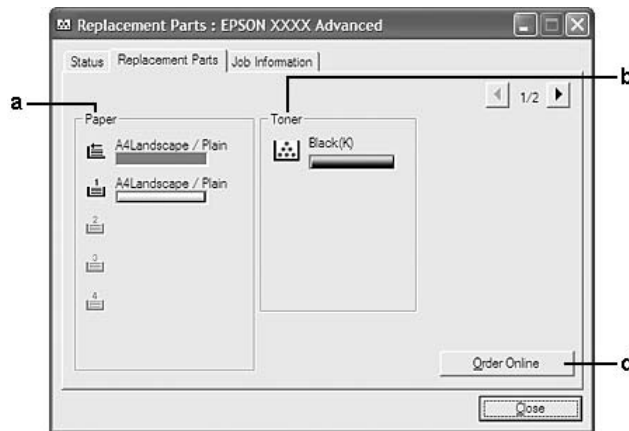 Replacement Parts : EPSON XXXX Advanced
Status
Replacement Parts
Job Information
a
b
1/2
Paper
Toner
A4Landscape / Plain
Black(K)
1
A4Landscape / Plain
2
3
4
Order Online
Close